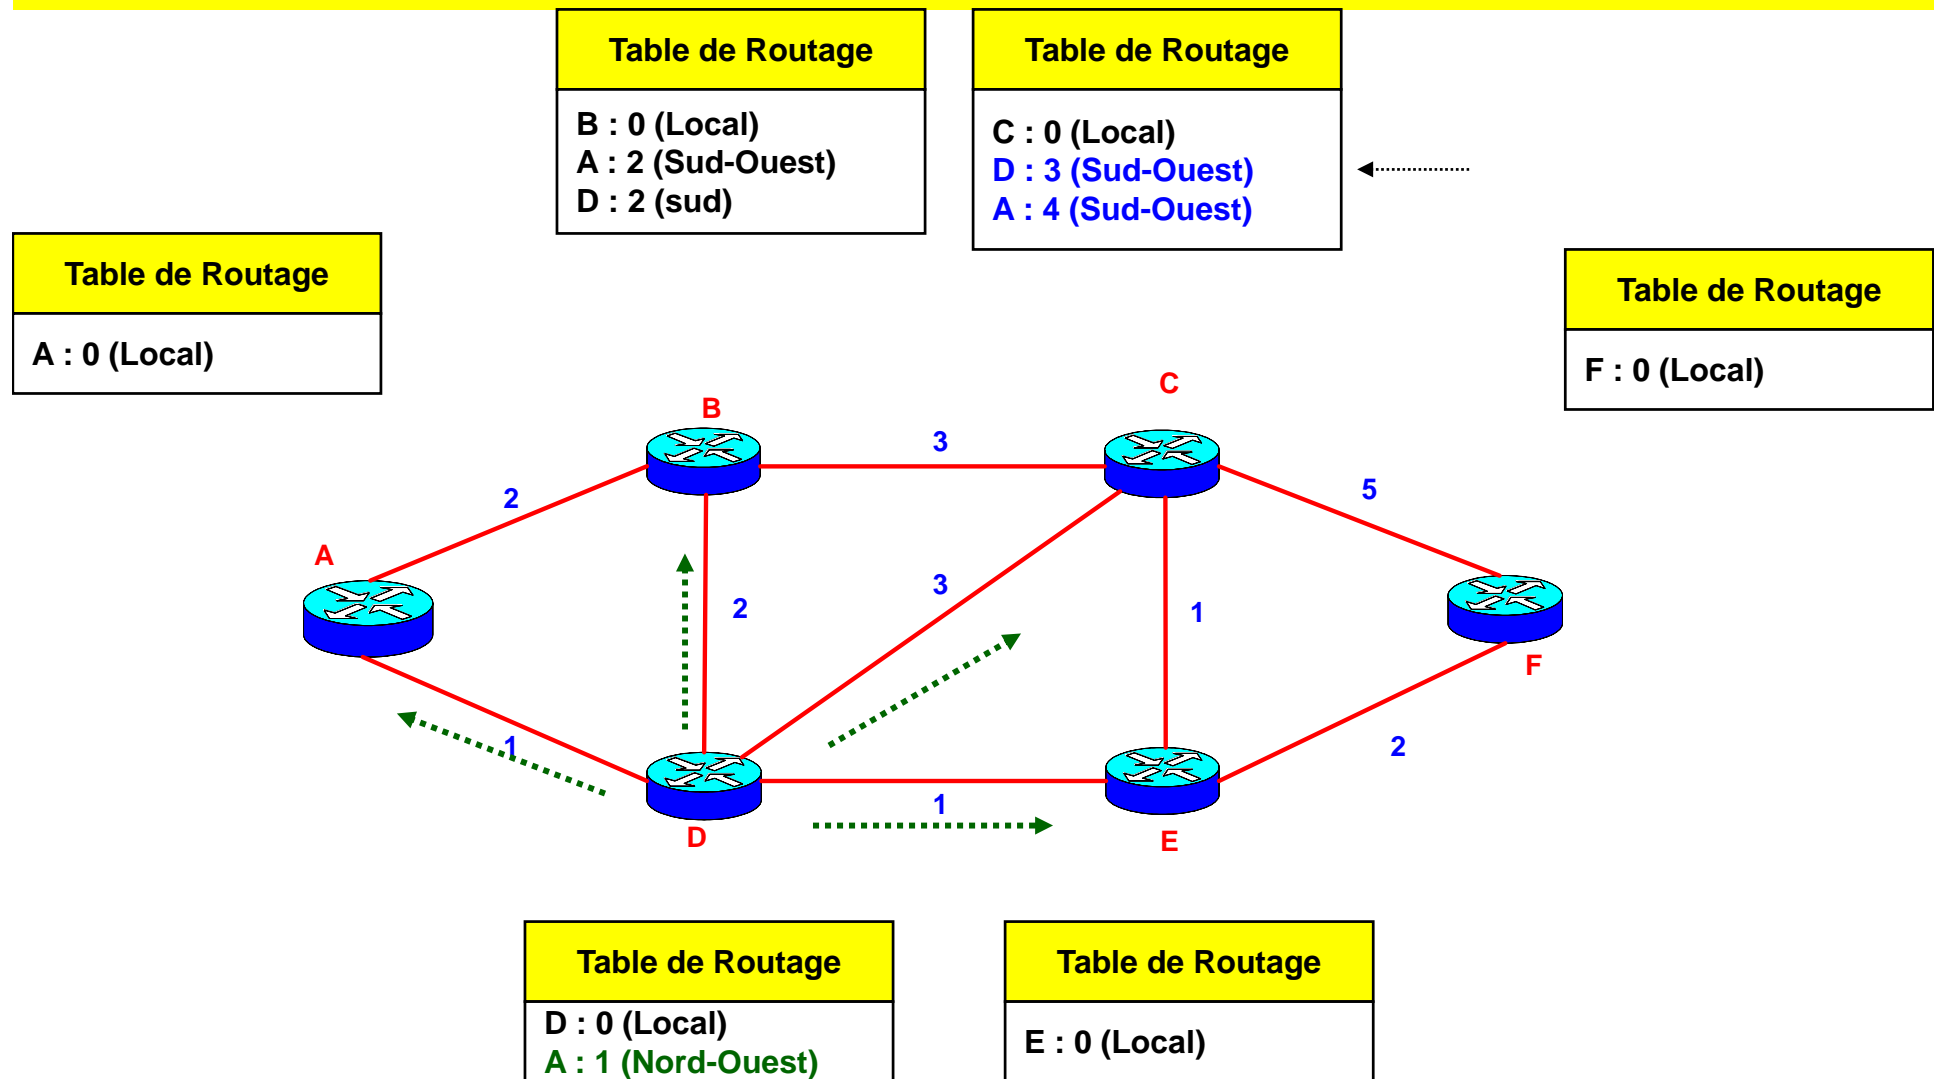 Table de Routage
B : 0 (Local)
A : 2 (Sud-Ouest)
D : 2 (sud)
Table de Routage
C : 0 (Local)
D : 3 (Sud-Ouest)
A : 4 (Sud-Ouest)
Table de Routage
A : 0 (Local)
Table de Routage
F : 0 (Local)
C
B
3
5
2
A
3
2
1
F
1
2
1
D
E
Table de Routage
D : 0 (Local)
A : 1 (Nord-Ouest)
Table de Routage
E : 0 (Local)